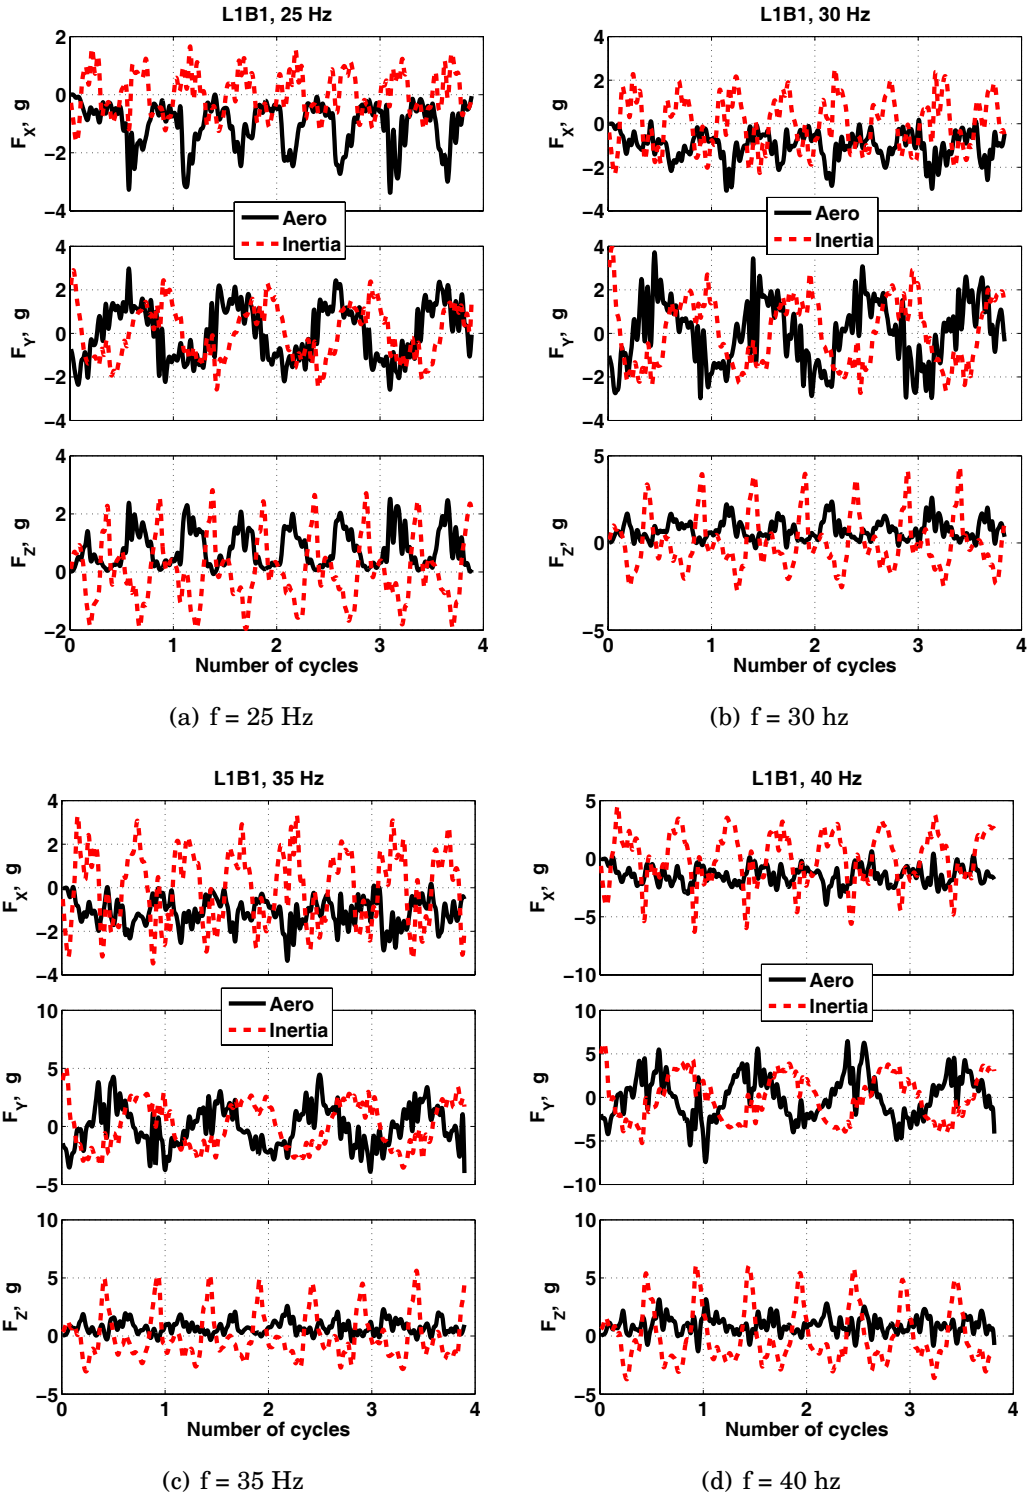 L1B1, 25 Hz
2
0
−2
−4
F_X, g
Aero
Inertia
4
2
0
−2
−4
F_Y, g
4
2
0
−2
F_Z, g
0 1 2 3 4
Number of cycles
(a) f = 25 Hz
L1B1, 30 Hz
4
2
0
−2
−4
F_X, g
Aero
Inertia
4
2
0
−2
−4
F_Y, g
5
0
−5
F_Z, g
0 1 2 3 4
Number of cycles
(b) f = 30 hz
L1B1, 35 Hz
4
2
0
−2
−4
F_X, g
Aero
Inertia
10
5
0
−5
F_Y, g
10
5
0
−5
F_Z, g
0 1 2 3 4
Number of cycles
(c) f = 35 Hz
L1B1, 40 Hz
5
0
−5
−10
F_X, g
Aero
Inertia
10
5
0
−5
−10
F_Y, g
10
5
0
−5
F_Z, g
0 1 2 3 4
Number of cycles
(d) f = 40 hz